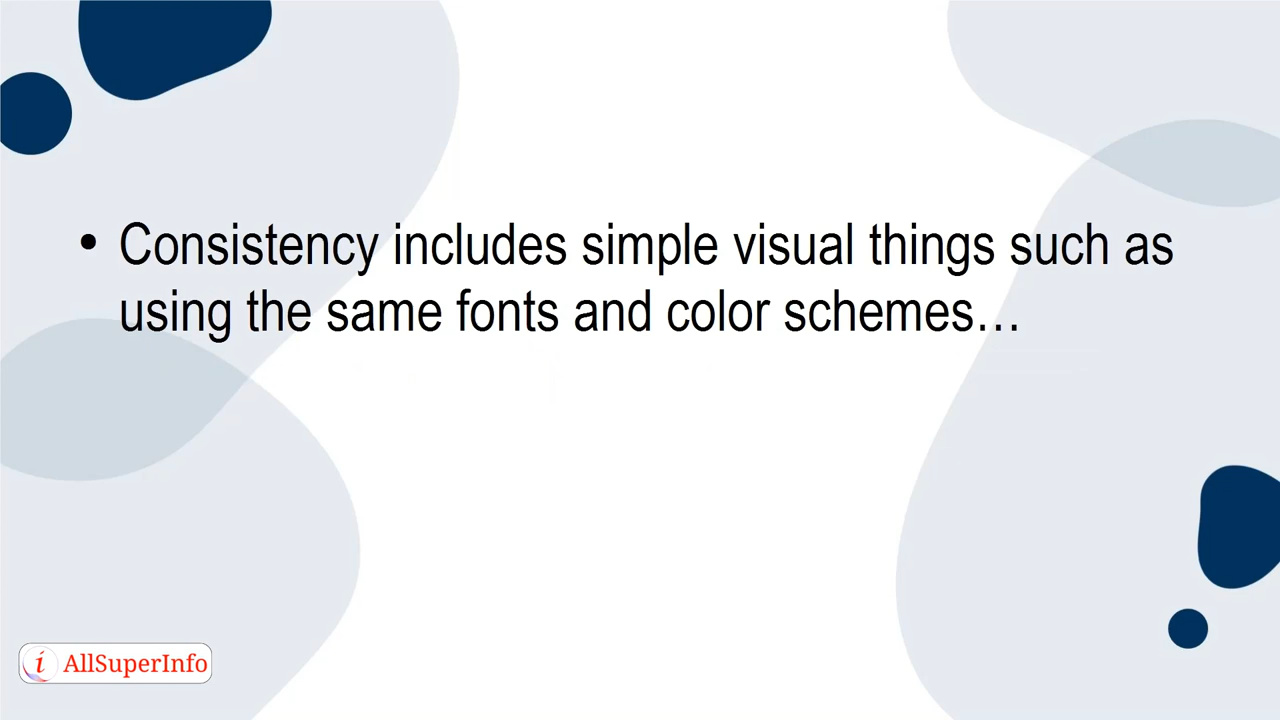 • Consistency includes simple visual things such as
using the same fonts and color schemes…
i AllSuperInfo